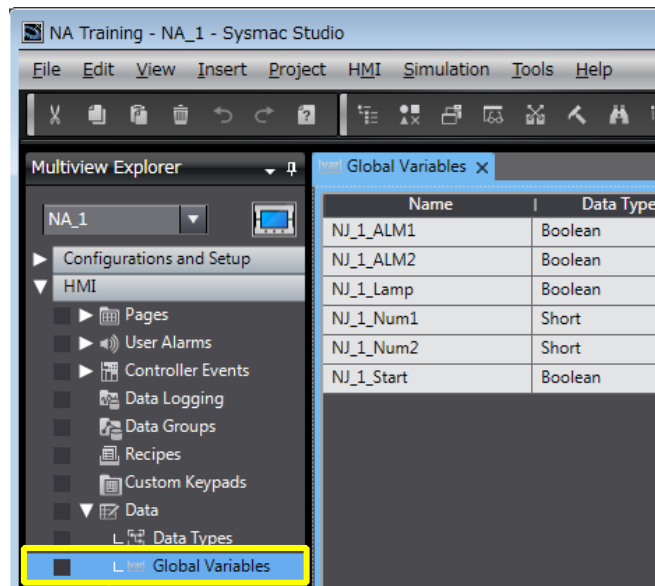 NA Training - NA_1 - Sysmac Studio
File Edit View Insert Project HMI Simulation Tools Help
Multiview Explorer
Global Variables
NA_1
Name Data Type
Configurations and Setup
HMI
Pages
User Alarms
Controller Events
Data Logging
Data Groups
Recipes
Custom Keypads
Data
Data Types
Global Variables
NJ_1_ALM1 Boolean
NJ_1_ALM2 Boolean
NJ_1_Lamp Boolean
NJ_1_Num1 Short
NJ_1_Num2 Short
NJ_1_Start Boolean